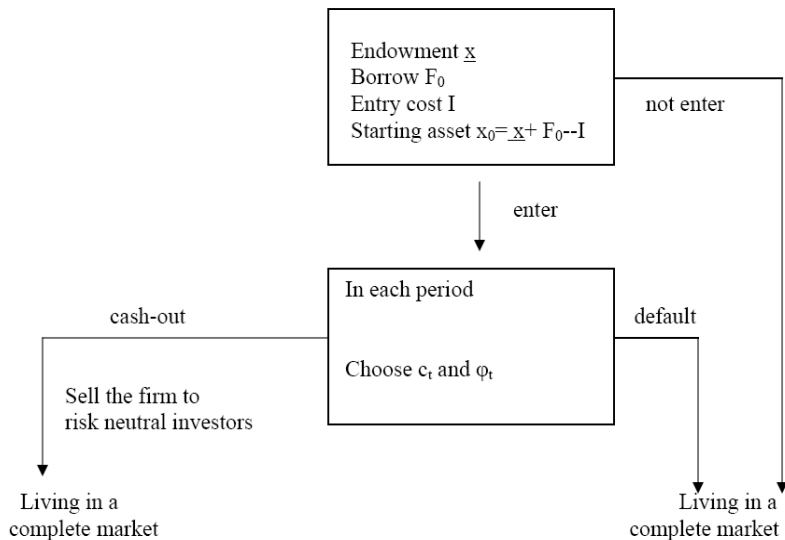 Endowment x
Borrow F₀
Entry cost I
Starting asset x₀= x+ F₀--I
not enter
enter
In each period
cash-out
default
Choose cₜ and φₜ
Sell the firm to
risk neutral investors
Living in a
complete market
Living in a
complete market